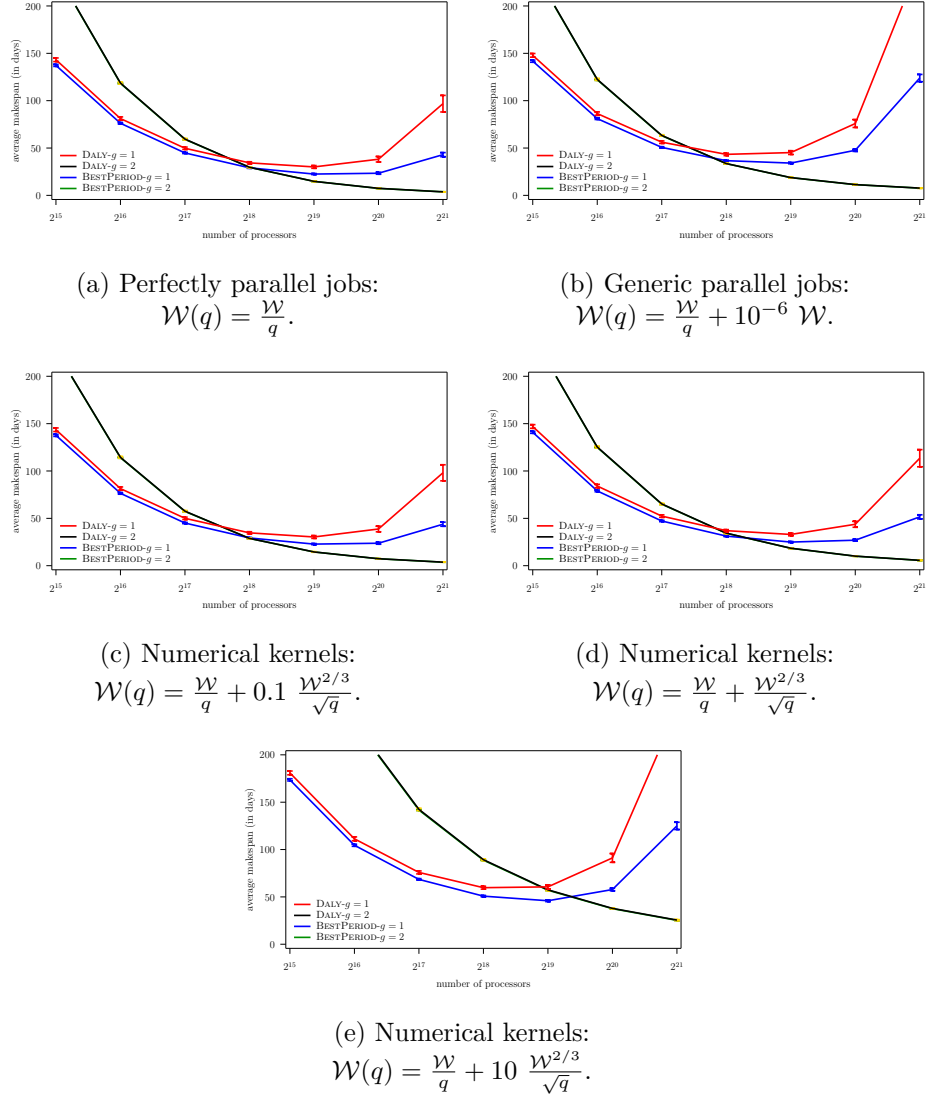 200
150
100
50
0
average makespan (in days)
DALY-g = 1
DALY-g = 2
BESTPERIOD-g = 1
BESTPERIOD-g = 2
2^15 2^16 2^17 2^18 2^19 2^20 2^21
number of processors
(a) Perfectly parallel jobs:
𝒲(q) = 𝒲/q.
200
150
100
50
0
average makespan (in days)
DALY-g = 1
DALY-g = 2
BESTPERIOD-g = 1
BESTPERIOD-g = 2
2^15 2^16 2^17 2^18 2^19 2^20 2^21
number of processors
(b) Generic parallel jobs:
𝒲(q) = 𝒲/q + 10^−6 𝒲.
200
150
100
50
0
average makespan (in days)
DALY-g = 1
DALY-g = 2
BESTPERIOD-g = 1
BESTPERIOD-g = 2
2^15 2^16 2^17 2^18 2^19 2^20 2^21
number of processors
(c) Numerical kernels:
𝒲(q) = 𝒲/q + 0.1 𝒲^2/3/√q.
200
150
100
50
0
average makespan (in days)
DALY-g = 1
DALY-g = 2
BESTPERIOD-g = 1
BESTPERIOD-g = 2
2^15 2^16 2^17 2^18 2^19 2^20 2^21
number of processors
(d) Numerical kernels:
𝒲(q) = 𝒲/q + 𝒲^2/3/√q.
200
150
100
50
0
average makespan (in days)
DALY-g = 1
DALY-g = 2
BESTPERIOD-g = 1
BESTPERIOD-g = 2
2^15 2^16 2^17 2^18 2^19 2^20 2^21
number of processors
(e) Numerical kernels:
𝒲(q) = 𝒲/q + 10 𝒲^2/3/√q.